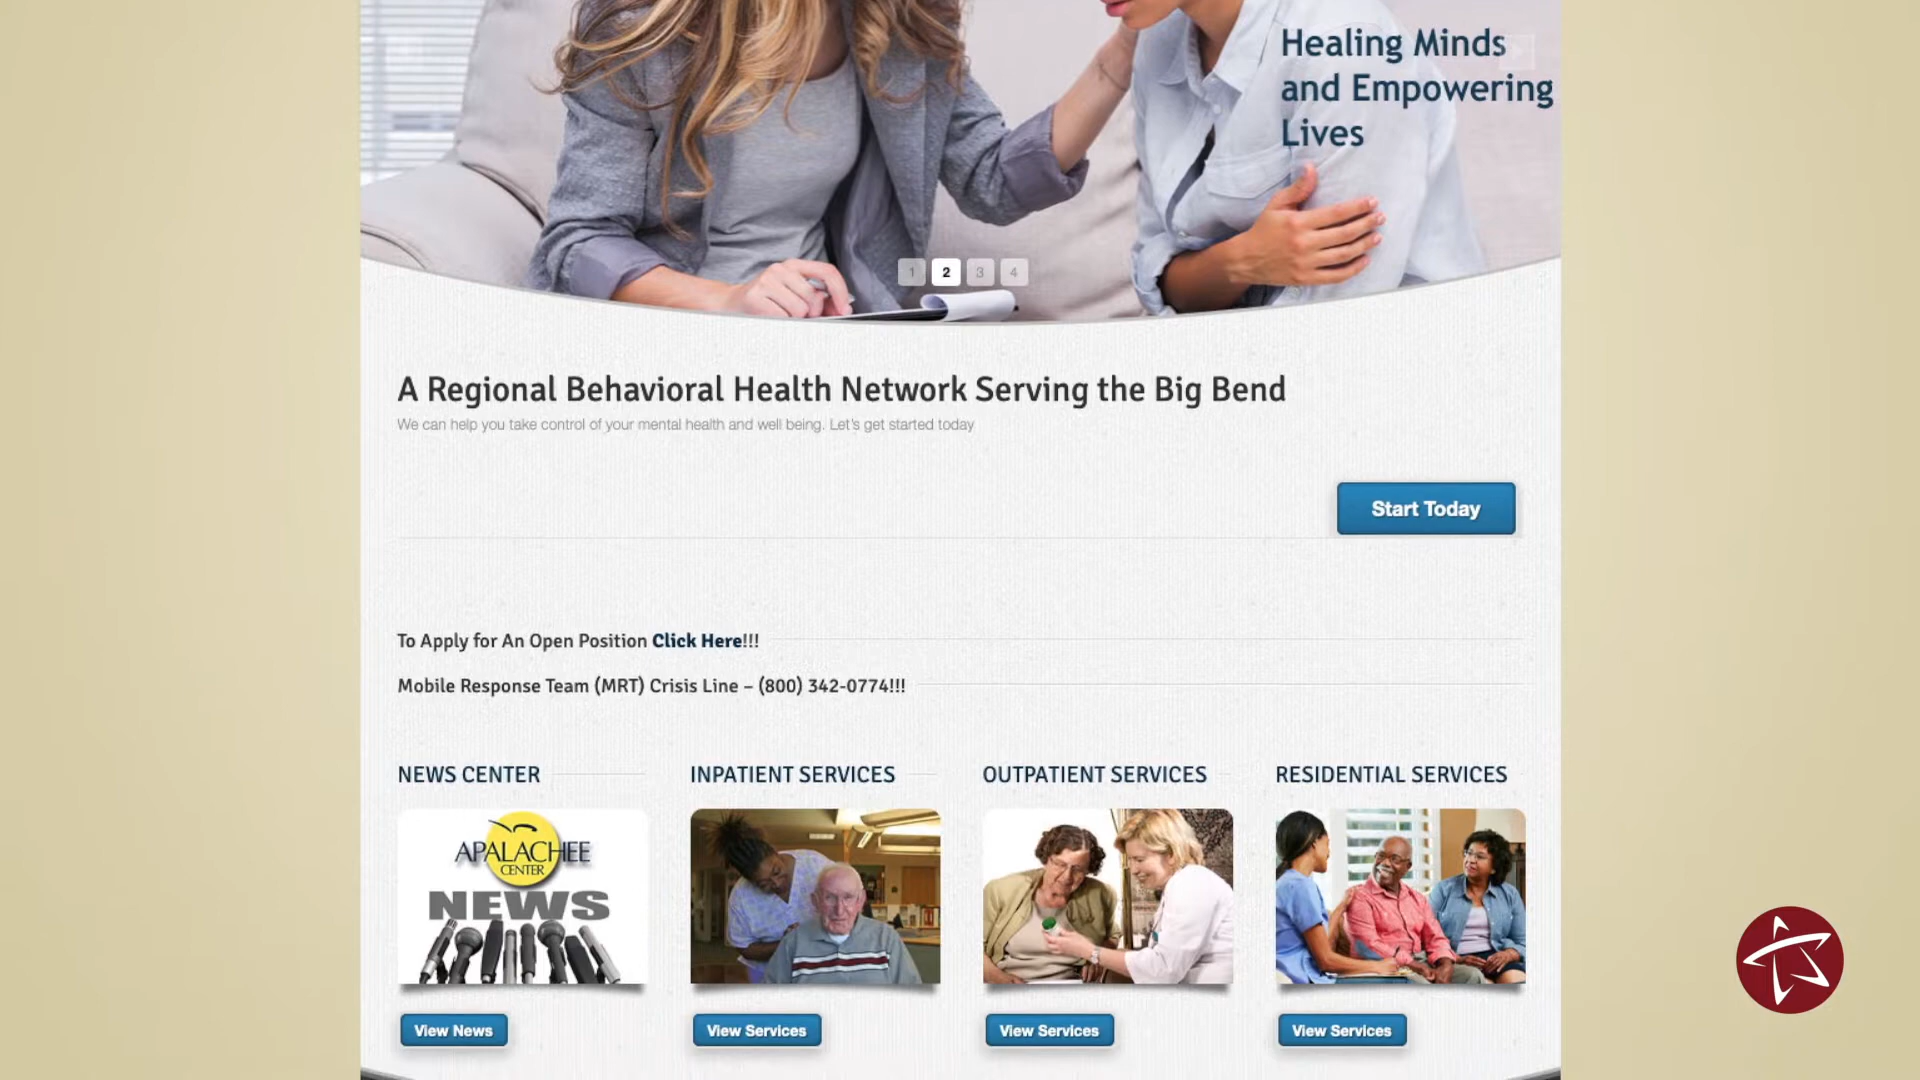 Healing Minds
and Empowering
Lives
1 2 3 4
A Regional Behavioral Health Network Serving the Big Bend
We can help you take control of your mental health and well being. Let's get started today
Start Today
To Apply for An Open Position Click Here!!!
Mobile Response Team (MRT) Crisis Line – (800) 342-0774!!!
NEWS CENTER
INPATIENT SERVICES
OUTPATIENT SERVICES
RESIDENTIAL SERVICES
APALACHEE
CENTER
NEWS
View News
View Services
View Services
View Services